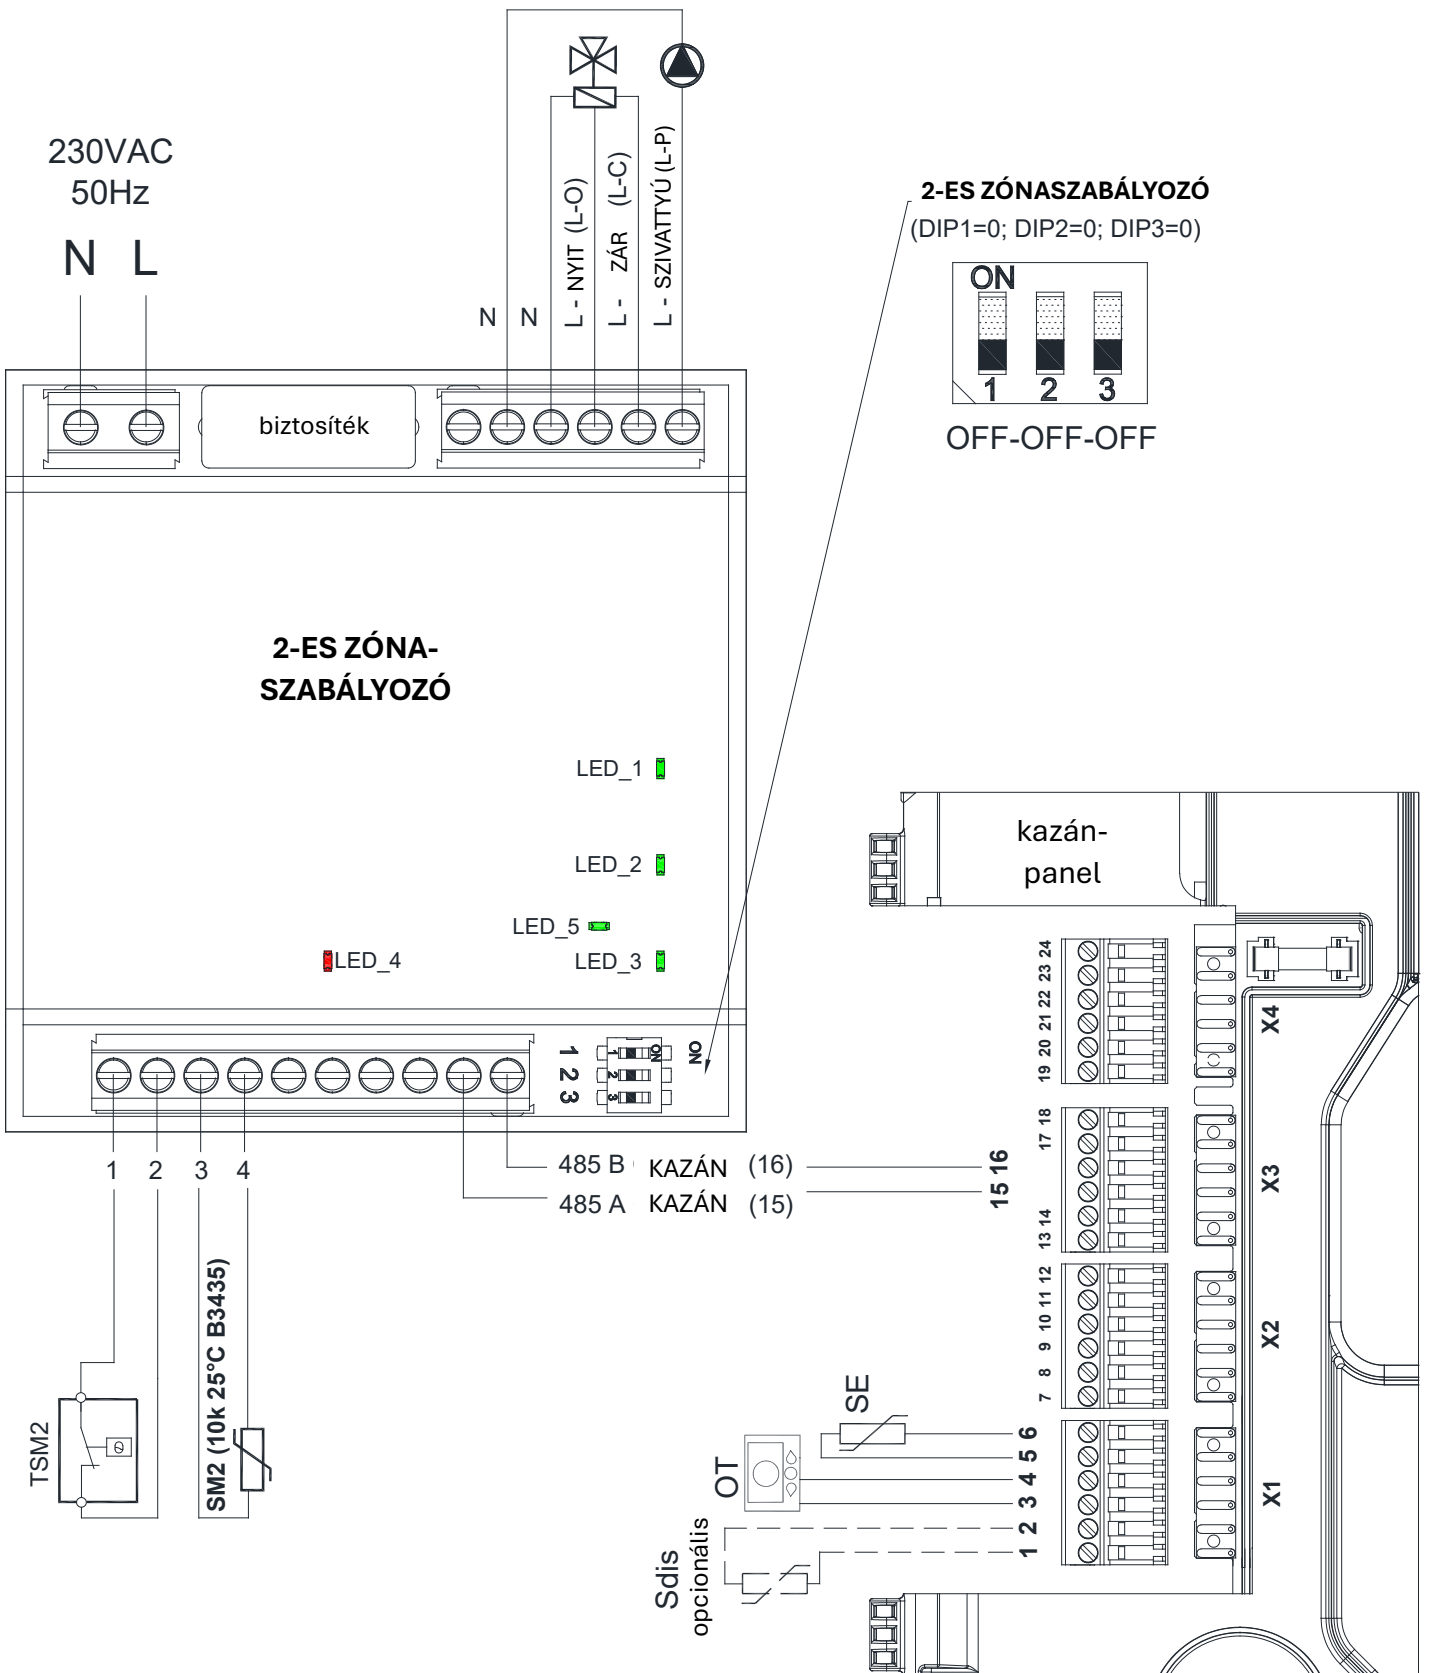 230VAC
50Hz
N L
N N
L - NYIT (L-O)
L - ZÁR (L-C)
L - SZIVATTYÚ (L-P)
2-ES ZÓNASZABÁLYOZÓ
(DIP1=0; DIP2=0; DIP3=0)
ON
1 2 3
OFF-OFF-OFF
biztosíték
2-ES ZÓNA-
SZABÁLYOZÓ
LED_1
LED_2
LED_5
LED_4
LED_3
1 2 3
1 2 3
ON
ON
1 2 3 4
485 B KAZÁN (16)
485 A KAZÁN (15)
TSM2
SM2 (10k 25°C B3435)
kazán-
panel
24
23
22
21
20
19
X4
18
17
16
15
14
13
X3
12
11
10
9
8
7
X2
6
5
4
3
2
1
X1
SE
OT
Sdis
opcionális